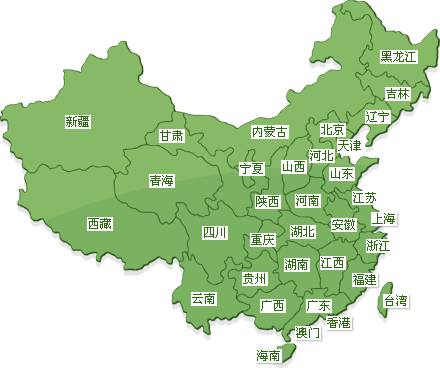 黑龙江
吉林
辽宁
新疆
内蒙古
北京
甘肃
天津
河北
宁夏
山西
山东
青海
陕西
河南
江苏
西藏
四川
安徽
上海
重庆
湖北
浙江
湖南
江西
贵州
福建
云南
广西
广东
台湾
香港
澳门
海南